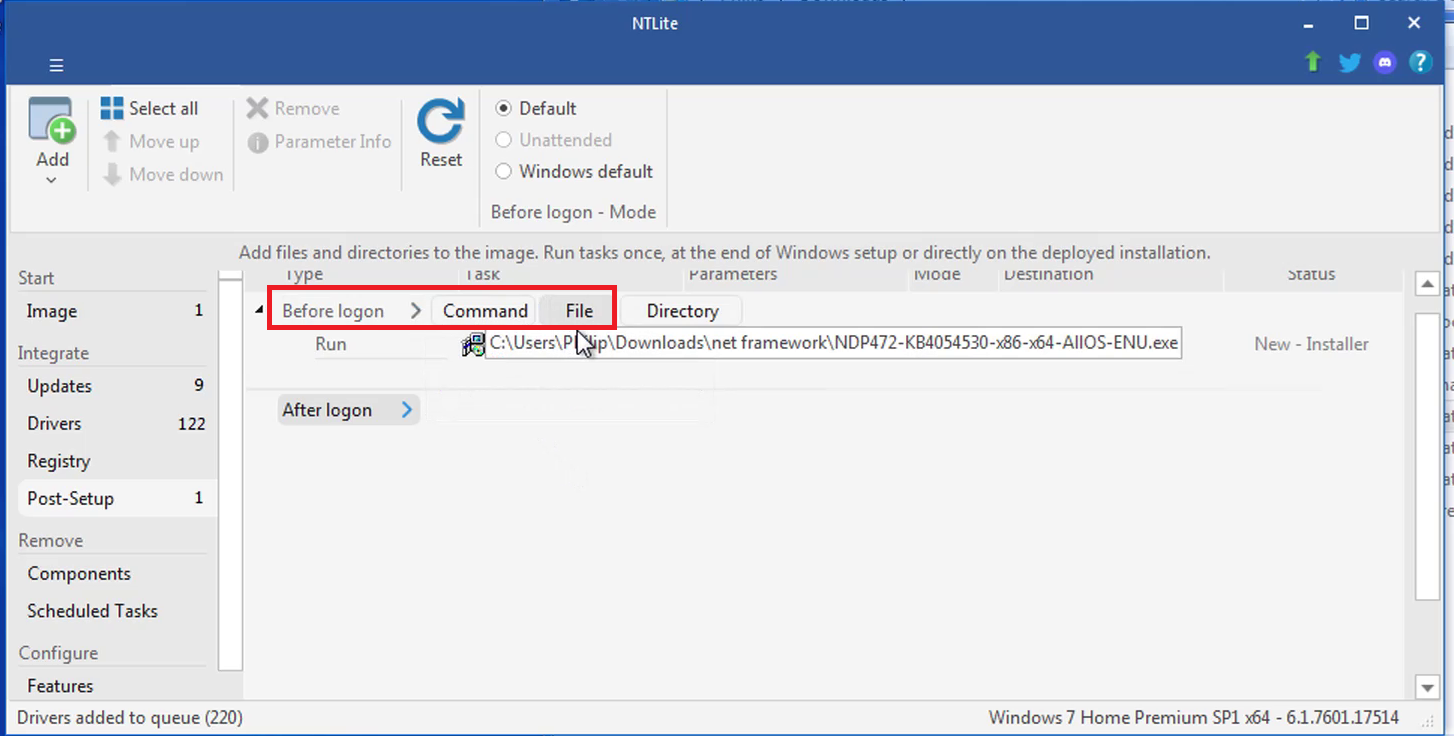 NTLite
Add
Select all
Move up
Move down
Remove
Parameter Info
Reset
Default
Unattended
Windows default
Before logon - Mode
Add files and directories to the image. Run tasks once, at the end of Windows setup or directly on the deployed installation.
Start
Image 1
Integrate
Updates 9
Drivers 122
Registry
Post-Setup 1
Remove
Components
Scheduled Tasks
Configure
Features
Type Task Parameters Mode Destination Status
Before logon Command File Directory
Run C:\Users\Philip\Downloads\net framework\NDP472-KB4054530-x86-x64-AIIOS-ENU.exe New - Installer
After logon
Drivers added to queue (220) Windows 7 Home Premium SP1 x64 - 6.1.7601.17514